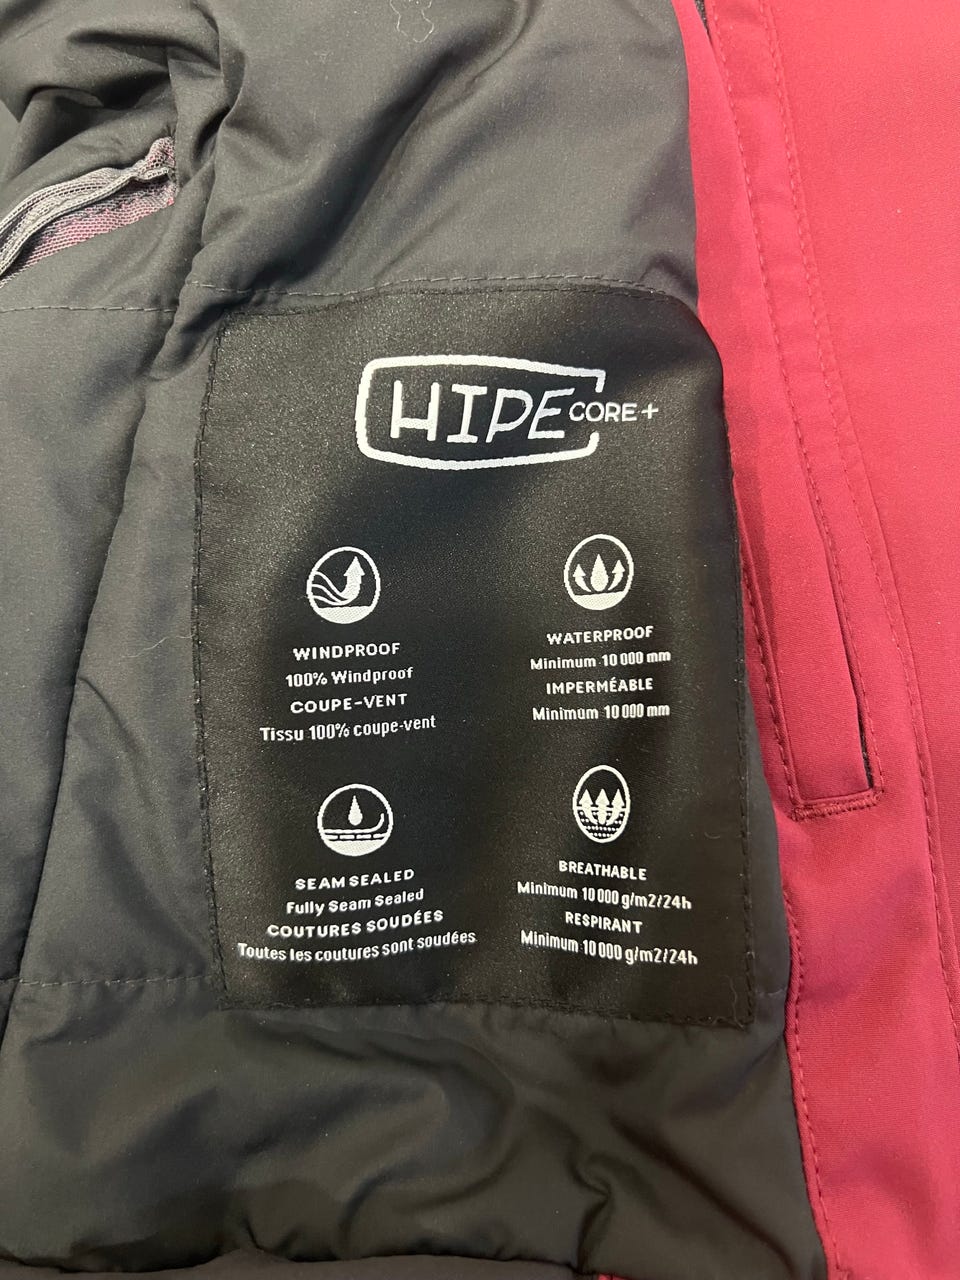 HIPE CORE+
WINDPROOF
100% Windproof
COUPE-VENT
Tissu 100% coupe-vent
WATERPROOF
Minimum 10 000 mm
IMPERMÉABLE
Minimum 10 000 mm
SEAM SEALED
Fully Seam Sealed
COUTURES SOUDÉES
Toutes les coutures sont soudées
BREATHABLE
Minimum 10 000 g/m2/24h
RESPIRANT
Minimum 10 000 g/m2/24h